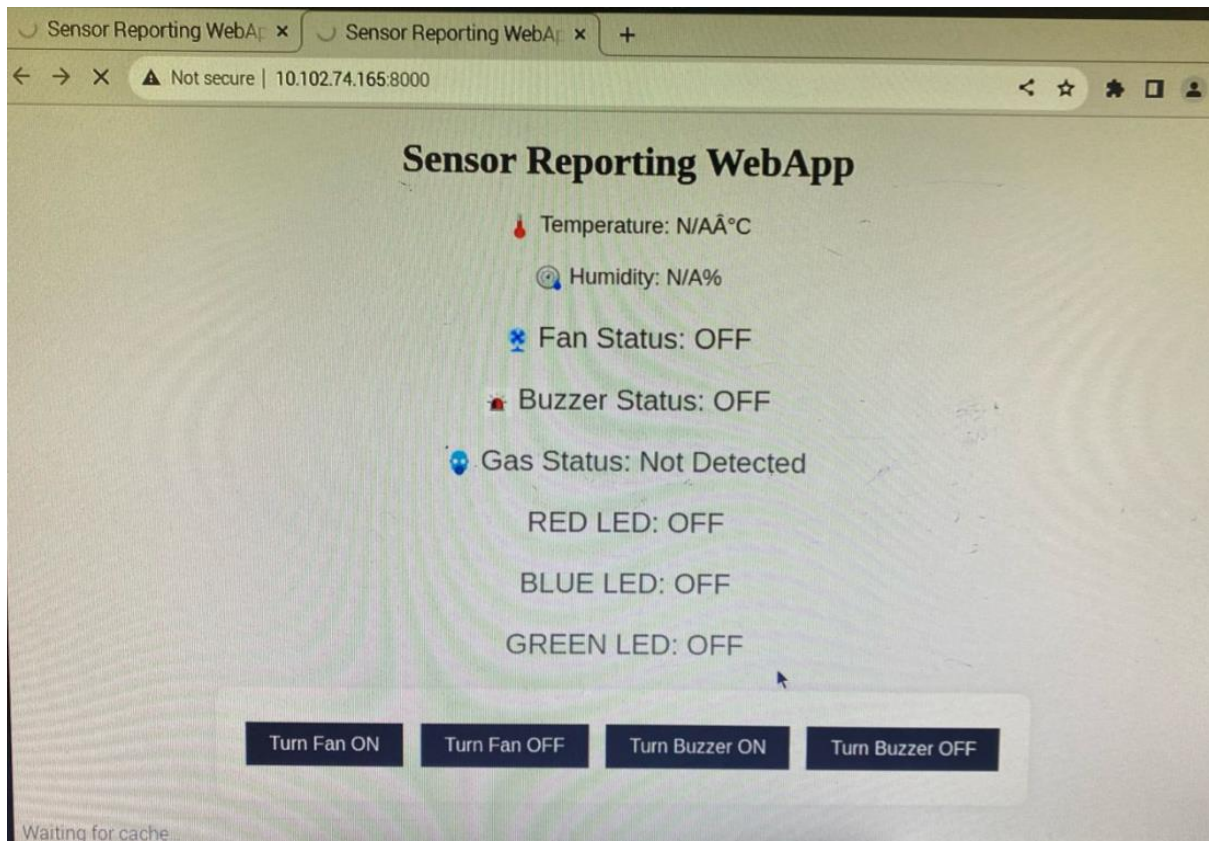 Sensor Reporting WebAp
Sensor Reporting WebAp
Not secure | 10.102.74.165:8000
Sensor Reporting WebApp
Temperature: N/AÂ°C
Humidity: N/A%
Fan Status: OFF
Buzzer Status: OFF
Gas Status: Not Detected
RED LED: OFF
BLUE LED: OFF
GREEN LED: OFF
Turn Fan ON Turn Fan OFF Turn Buzzer ON Turn Buzzer OFF
Waiting for cache...